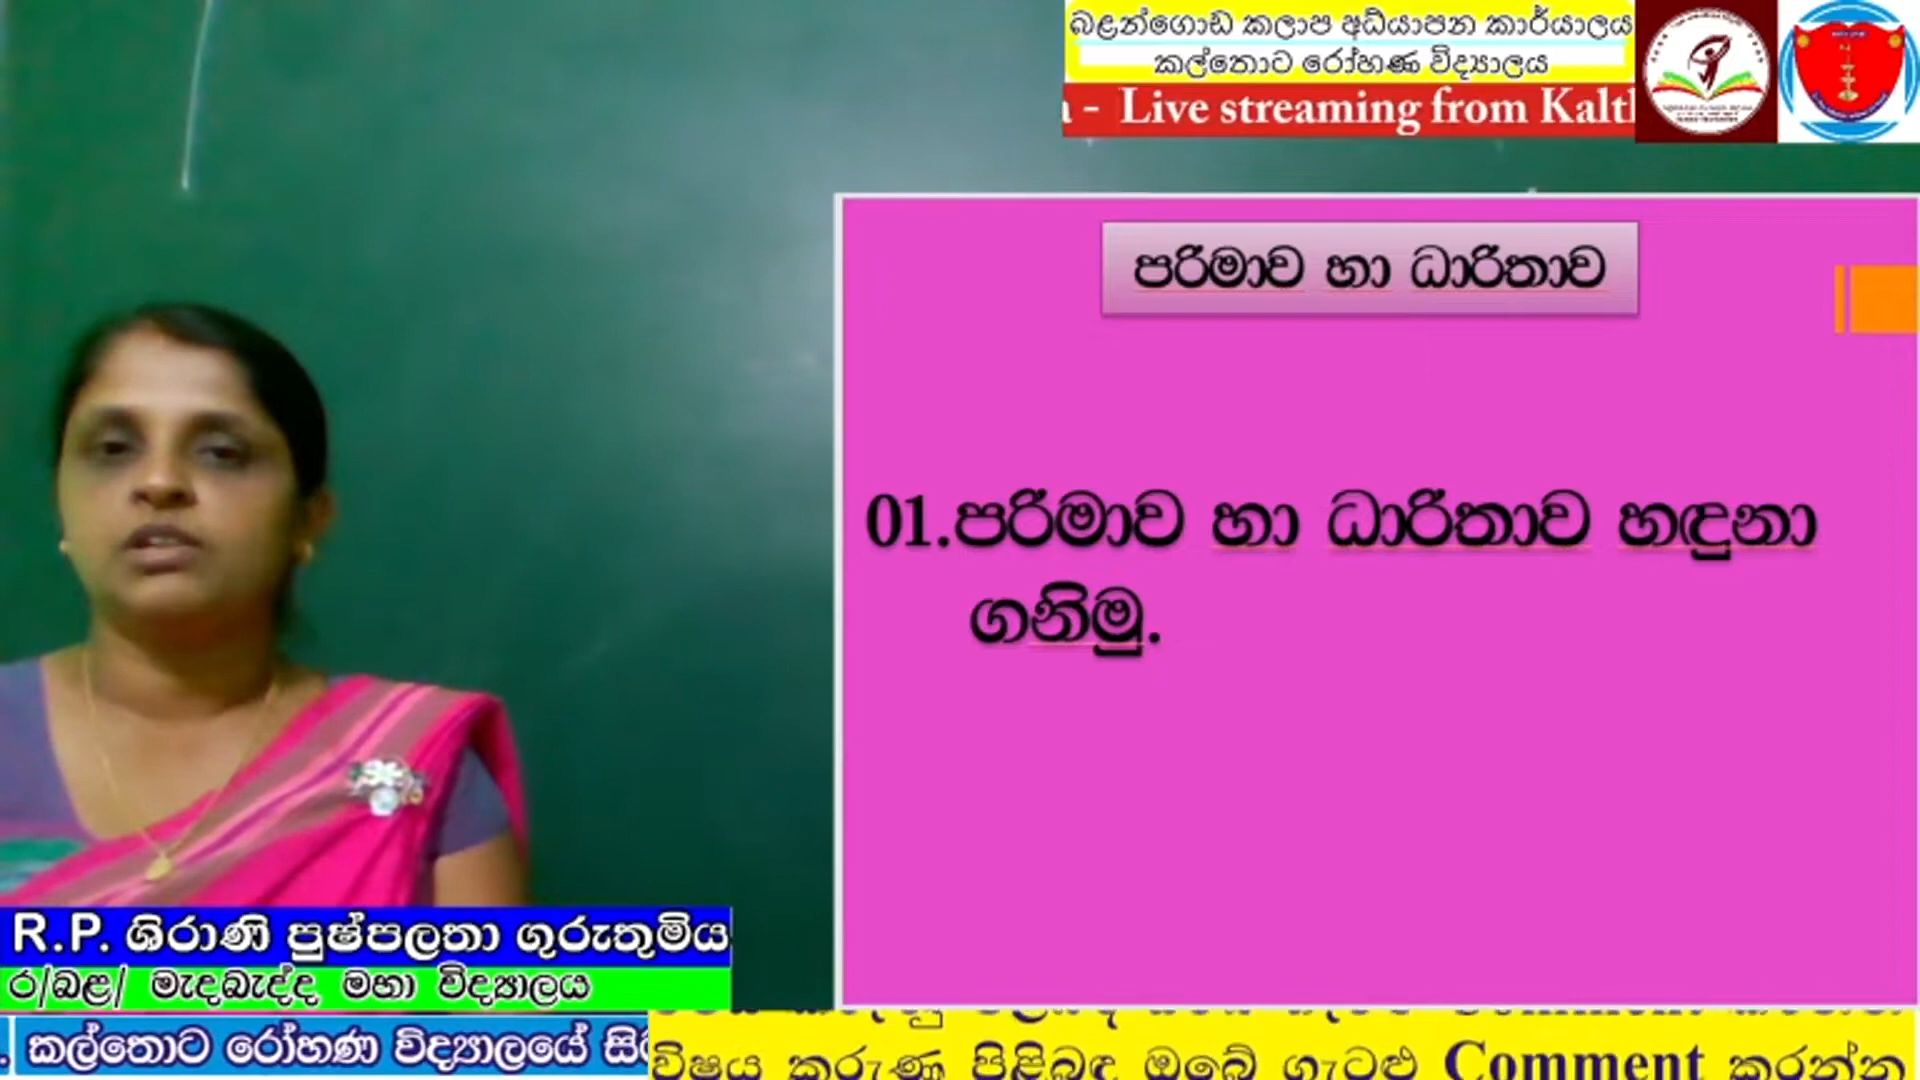 බළන්ගොඩ කලාප අධ්‍යාපන කාර්යාලය
කල්තොට රෝහණ විද්‍යාලය
- Live streaming from
පරිමාව හා ධාරිතාව
01.පරිමාව හා ධාරිතාව හඳුනා
ගනිමු.
R.P. ශිරාණි පුෂ්පලතා ගුරුතුමිය
ර/බළ/ මැදබැද්ද මහා විද්‍යාලය
කල්තොට රෝහණ විද්‍යාලයේ
විෂය කරුණු පිළිබඳ ඔබේ ගැටළු Comment කරන්න